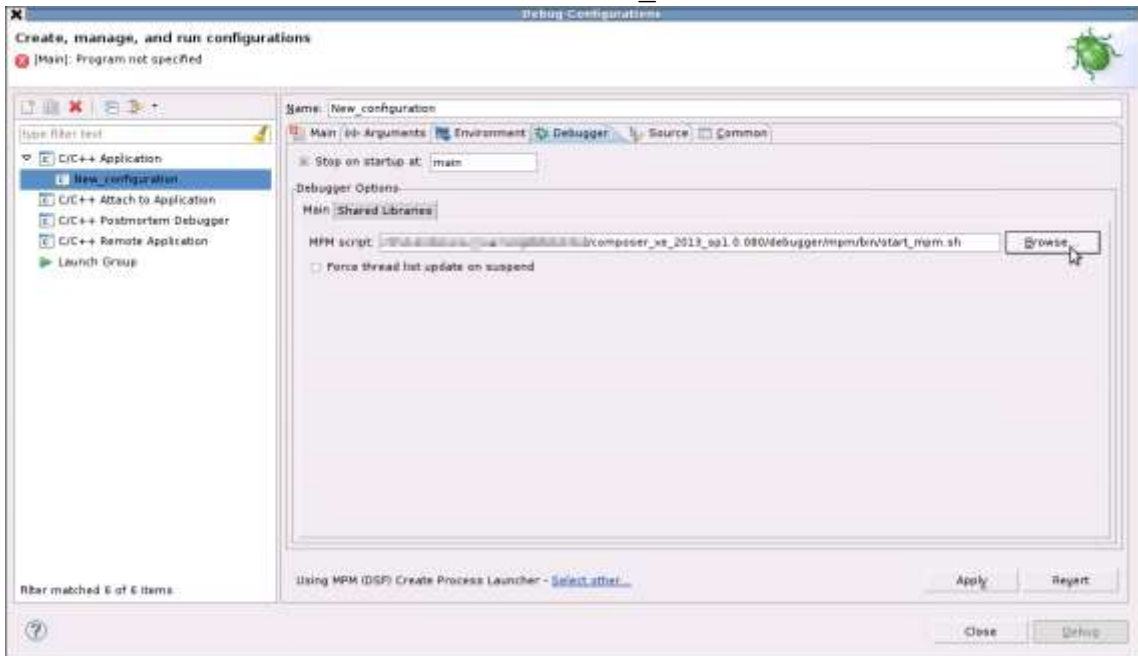 Debug Configurations
Create, manage, and run configurations
[Main]: Program not specified
Name: New_configuration
type filter text
Main Arguments Environment Debugger Source Common
C/C++ Application
Stop on startup at: main
New_configuration
Debugger Options
C/C++ Attach to Application
Main Shared Libraries
C/C++ Postmortem Debugger
C/C++ Remote Application
MPM script: /composer_xe_2013_sp1.0.080/debugger/mpm/bin/start_mpm.sh Browse...
Launch Group
Force thread list update on suspend
Using MPM (DSF) Create Process Launcher - Select other...
Apply Revert
Filter matched 6 of 6 items
Close Debug